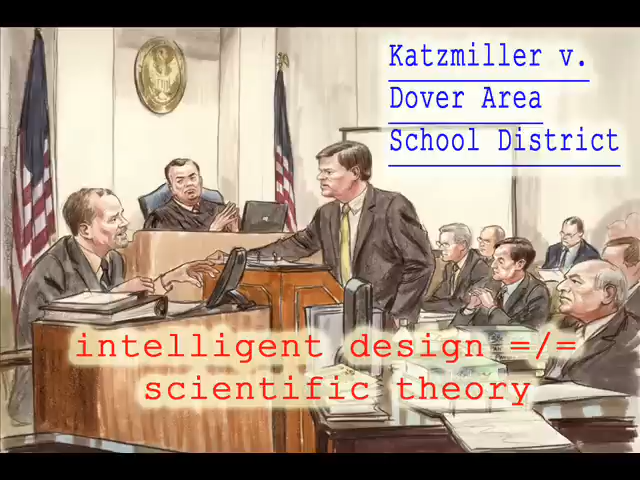 Katzmiller v.
Dover Area
School District
intelligent design =/=
scientific theory